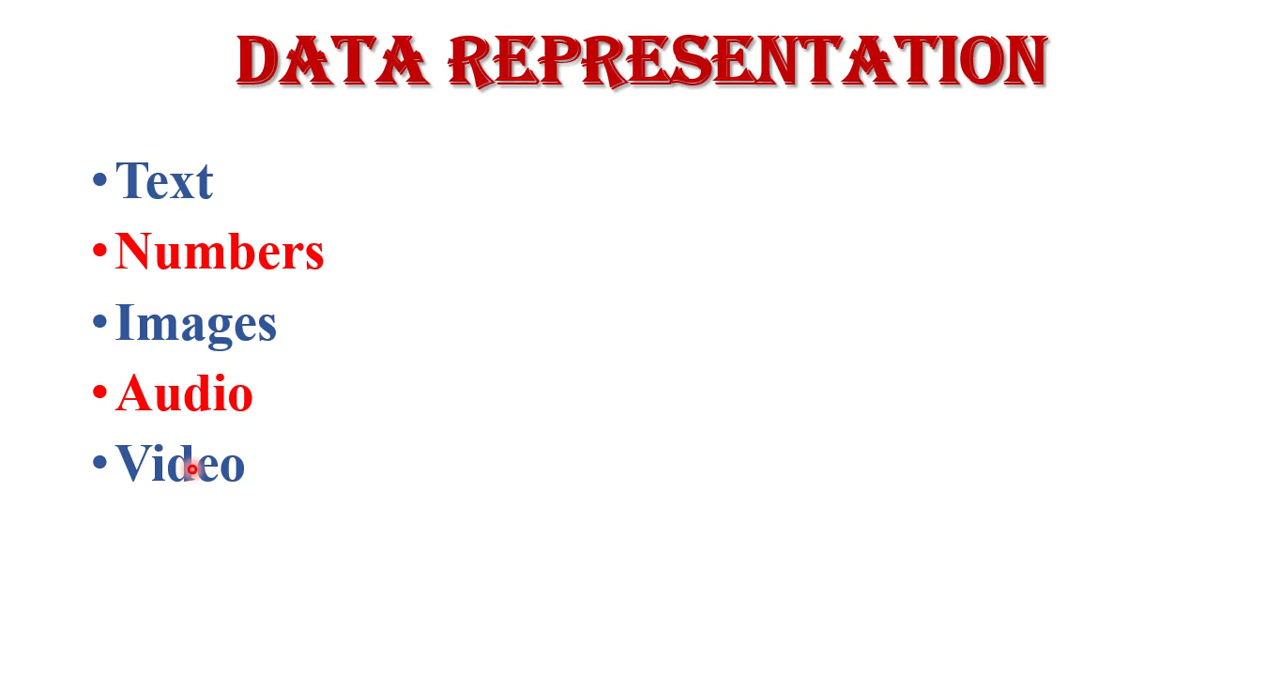 DATA REPRESENTATION
• Text
• Numbers
• Images
• Audio
• Video